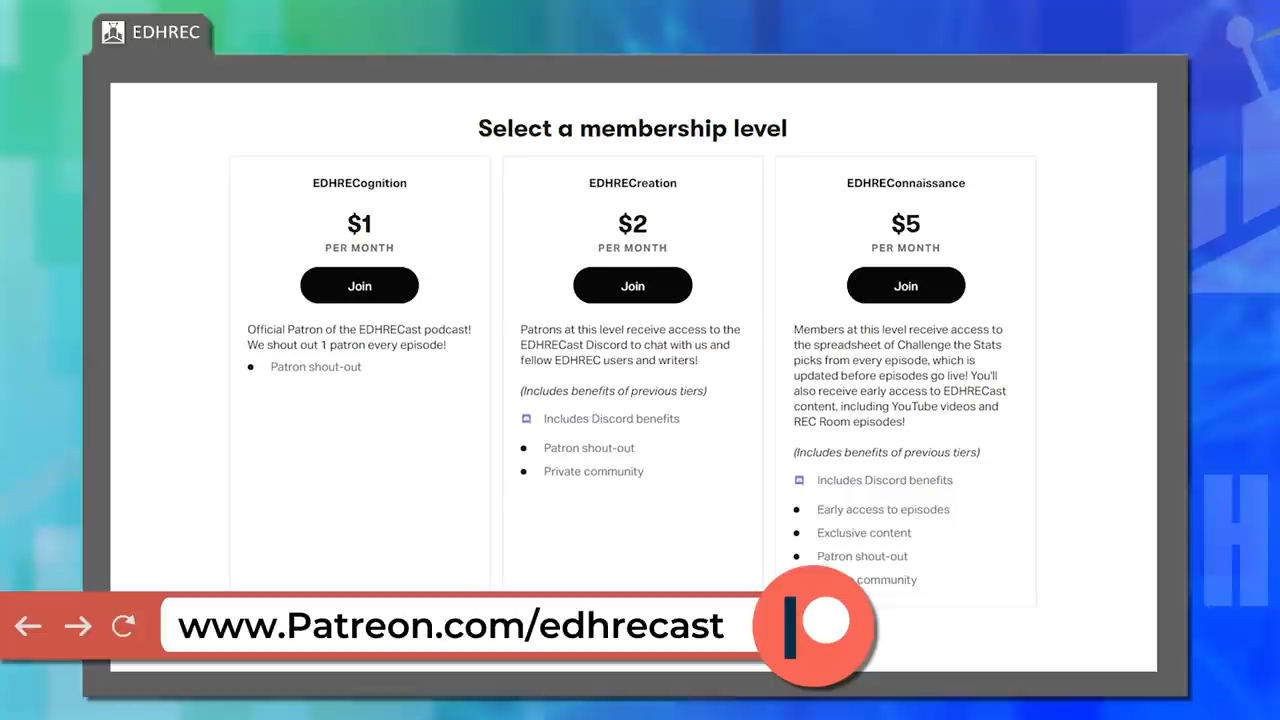 EDHREC
Select a membership level
EDHRECognition
$1
PER MONTH
Join
Official Patron of the EDHRECast podcast!
We shout out 1 patron every episode!
Patron shout-out
EDHRECreation
$2
PER MONTH
Join
Patrons at this level receive access to the
EDHRECast Discord to chat with us and
fellow EDHREC users and writers!
(Includes benefits of previous tiers)
Includes Discord benefits
Patron shout-out
Private community
EDHREConnaissance
$5
PER MONTH
Join
Members at this level receive access to
the spreadsheet of Challenge the Stats
picks from every episode, which is
updated before episodes go live! You'll
also receive early access to EDHRECast
content, including YouTube videos and
REC Room episodes!
(Includes benefits of previous tiers)
Includes Discord benefits
Early access to episodes
Exclusive content
Patron shout-out
community
www.Patreon.com/edhrecast
H